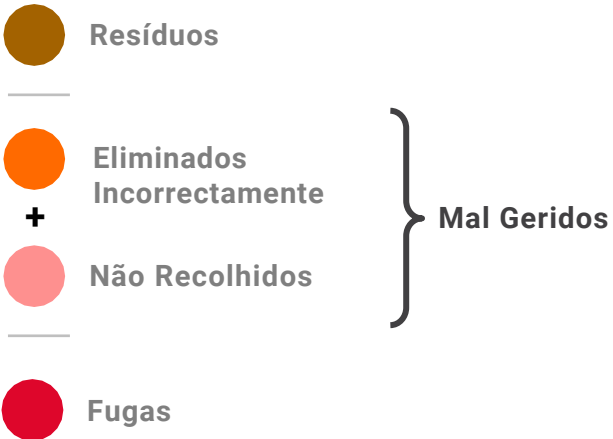 Resíduos
Eliminados
Incorrectamente
+
Mal Geridos
Não Recolhidos
Fugas